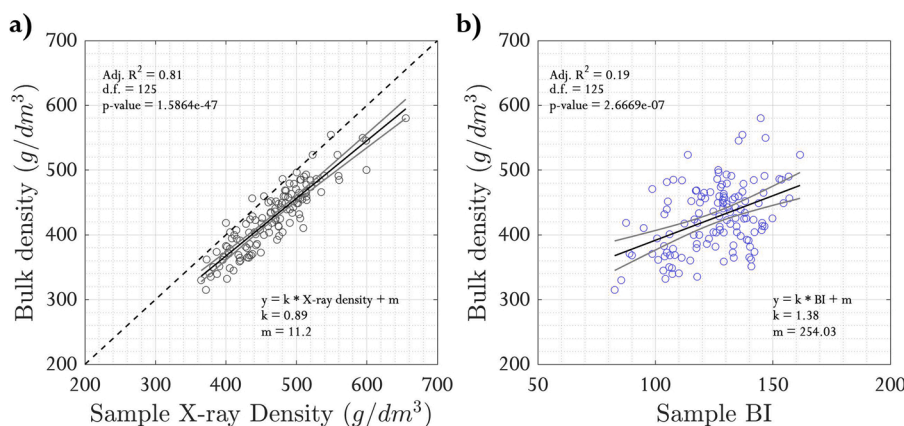 a)
700
600
500
400
300
200
Bulk density (g/dm³)
Adj. R² = 0.81
d.f. = 125
p-value = 1.5864e-47
y = k * X-ray density + m
k = 0.89
m = 11.2
200 300 400 500 600 700
Sample X-ray Density (g/dm³)
b)
700
600
500
400
300
200
Bulk density (g/dm³)
Adj. R² = 0.19
d.f. = 125
p-value = 2.6669e-07
y = k * BI + m
k = 1.38
m = 254.03
50 100 150 200
Sample BI